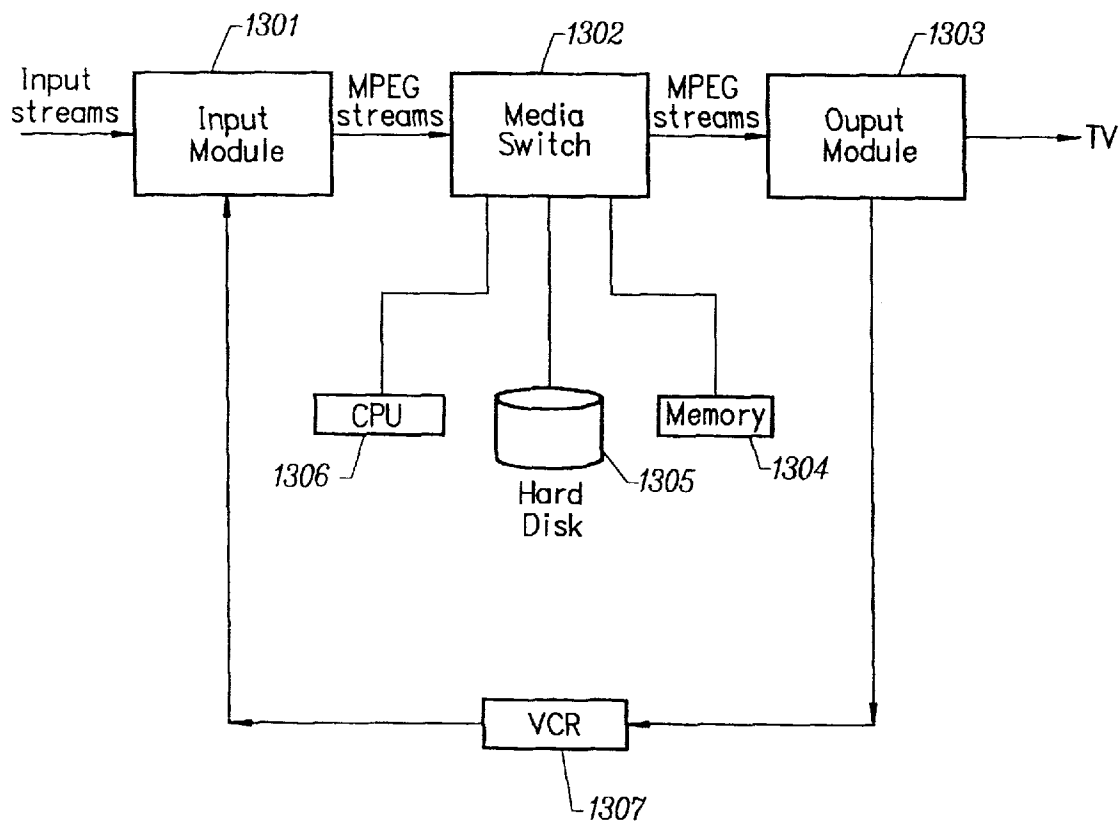 1301
1302
1303
Input
streams
Input
Module
MPEG
streams
Media
Switch
MPEG
streams
Ouput
Module
TV
CPU
1306
Hard
Disk
1305
Memory
1304
VCR
1307